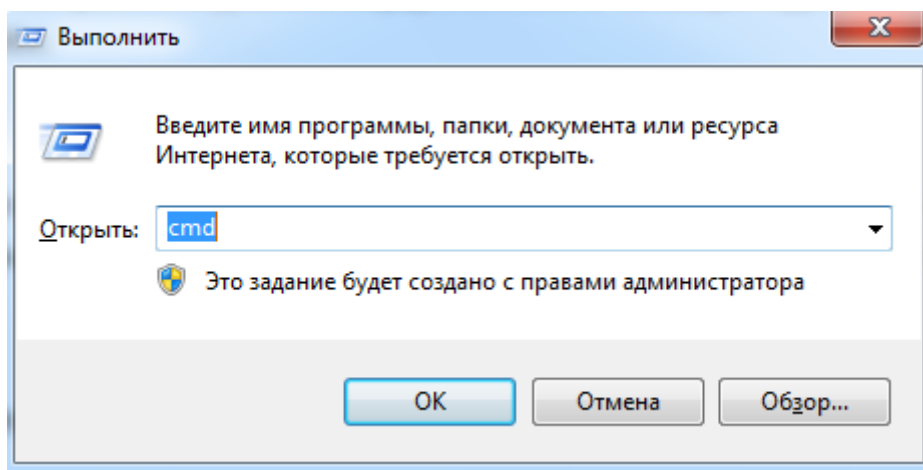 Выполнить
Введите имя программы, папки, документа или ресурса
Интернета, которые требуется открыть.
Открыть: cmd
Это задание будет создано с правами администратора
ОК Отмена Обзор...